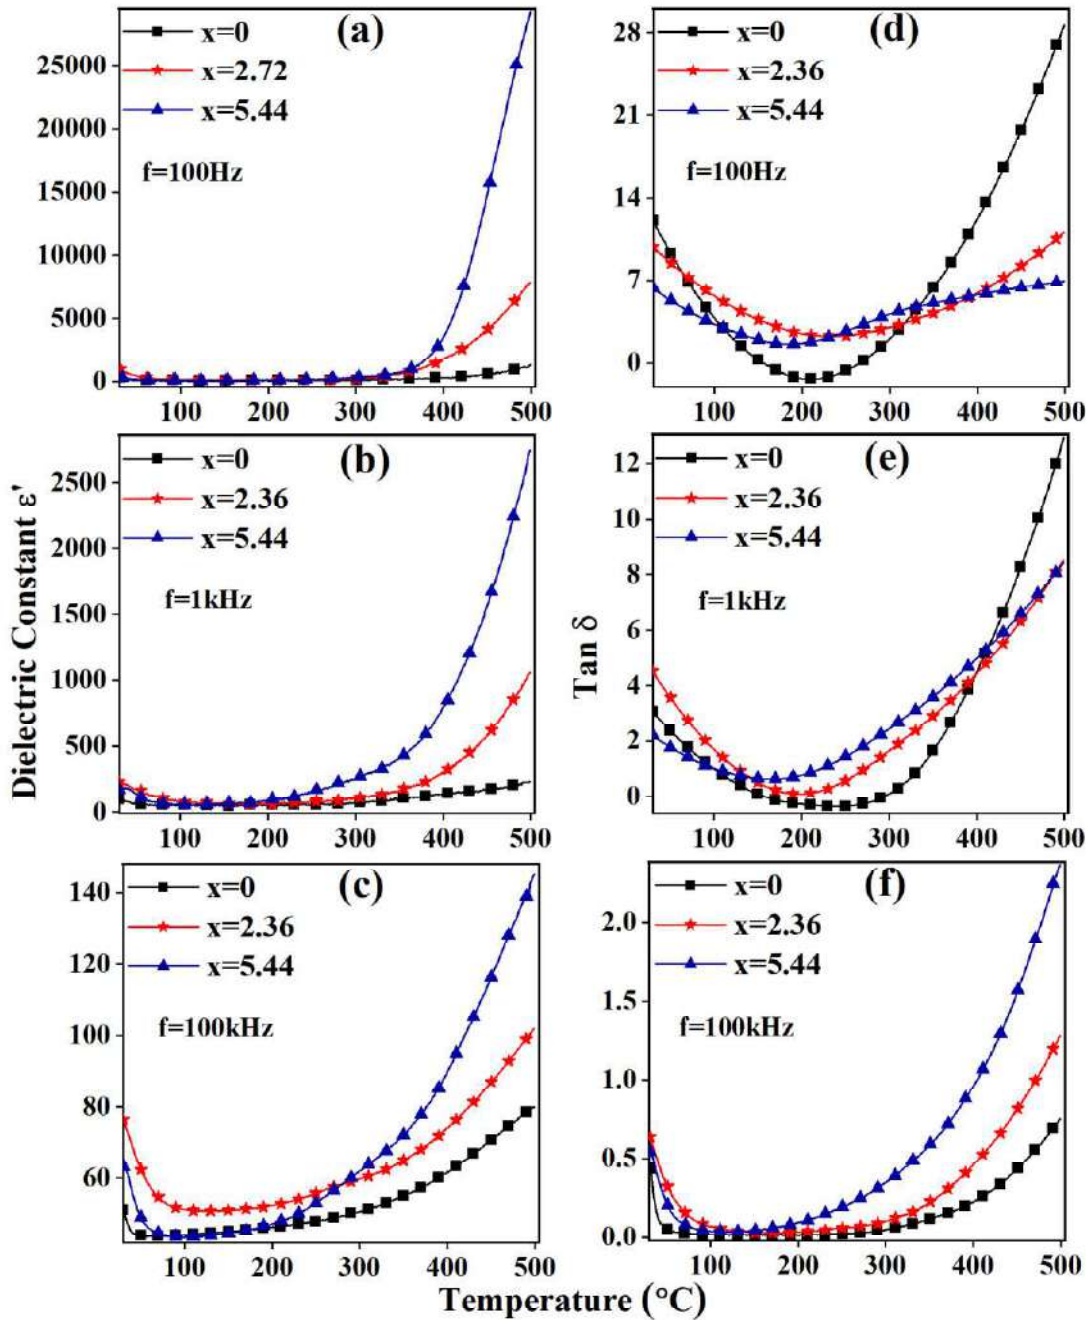 (a)
x=0
x=2.72
x=5.44
f=100Hz
25000
20000
15000
10000
5000
0
100 200 300 400 500
(d)
x=0
x=2.36
x=5.44
f=100Hz
28
21
14
7
0
100 200 300 400 500
(b)
x=0
x=2.36
x=5.44
f=1kHz
2500
2000
1500
1000
500
0
100 200 300 400 500
(e)
x=0
x=2.36
x=5.44
f=1kHz
12
10
8
6
4
2
0
100 200 300 400 500
(c)
x=0
x=2.36
x=5.44
f=100kHz
140
120
100
80
60
100 200 300 400 500
(f)
x=0
x=2.36
x=5.44
f=100kHz
2.0
1.5
1.0
0.5
0.0
100 200 300 400 500
Dielectric Constant ε'
Tan δ
Temperature (°C)